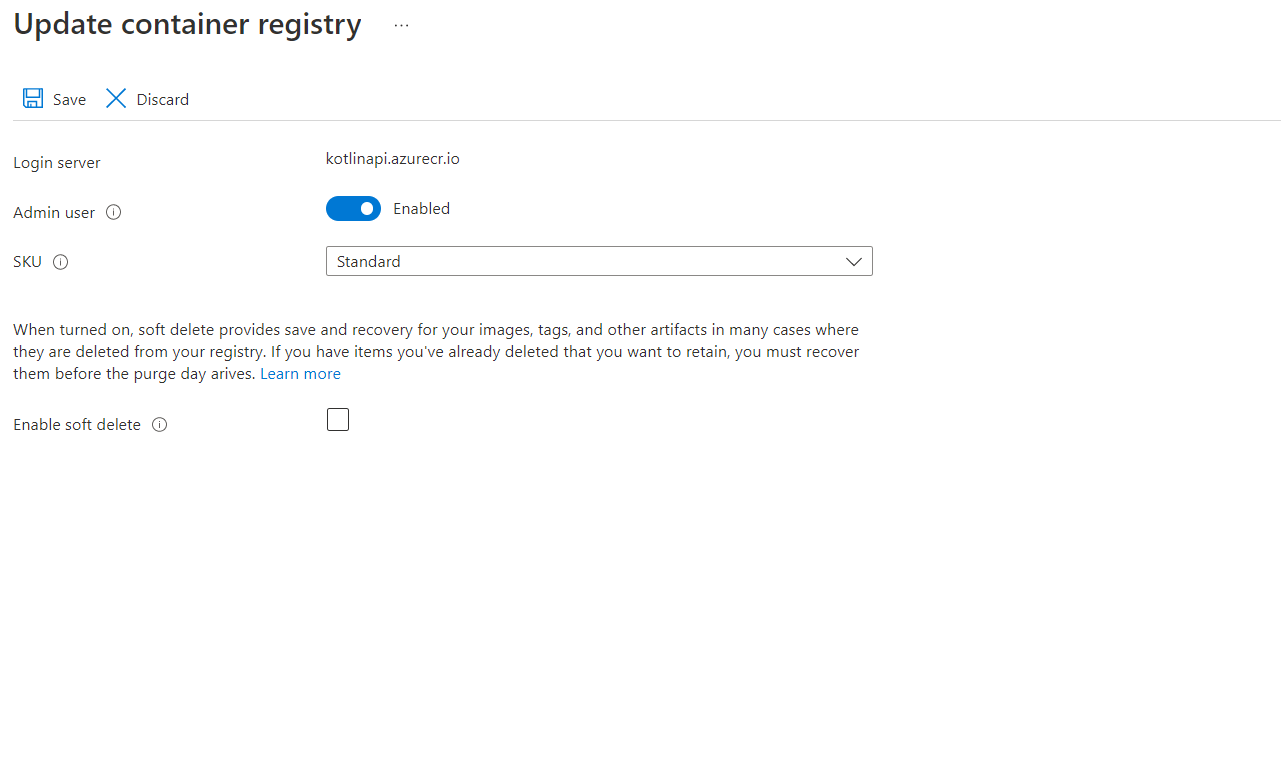 Update container registry ...
Save Discard
Login server kotlinapi.azurecr.io
Admin user Enabled
SKU Standard
When turned on, soft delete provides save and recovery for your images, tags, and other artifacts in many cases where
they are deleted from your registry. If you have items you've already deleted that you want to retain, you must recover
them before the purge day arives. Learn more
Enable soft delete